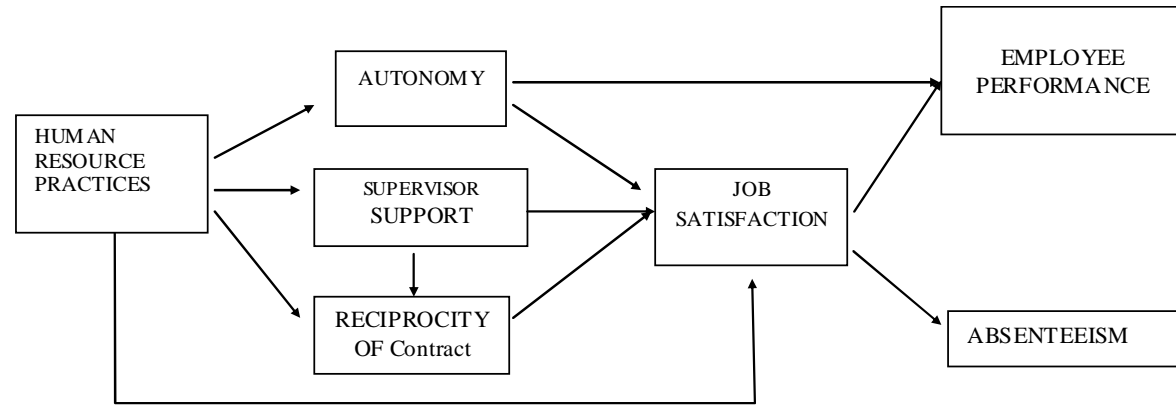 HUMAN
RESOURCE
PRACTICES
AUTONOMY
SUPERVISOR
SUPPORT
RECIPROCITY
OF Contract
JOB
SATISFACTION
EMPLOYEE
PERFORMANCE
ABSENTEEISM